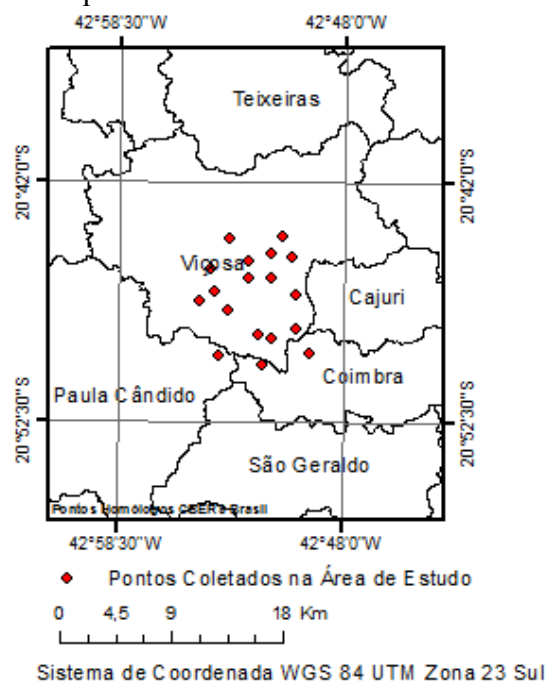 42°58'30"W 42°48'0"W
Teixeiras
20°42'0"S 20°42'0"S
Viçosa
Cajuri
Coimbra
Paula Cândido
20°52'30"S 20°52'30"S
São Geraldo
Pontos Homólogos CBERS Brasil
42°58'30"W 42°48'0"W
Pontos Coletados na Área de Estudo
0 4,5 9 18 Km
Sistema de Coordenada WGS 84 UTM Zona 23 Sul